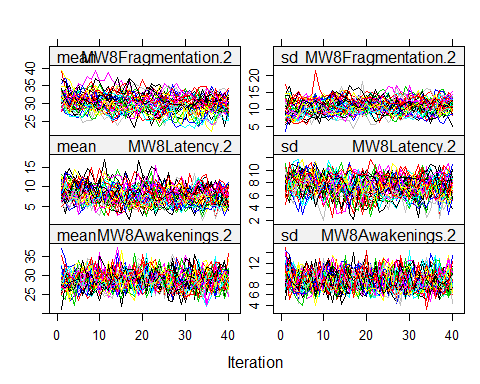 mean MW8Fragmentation.2
sd MW8Fragmentation.2
25 30 35 40
5 10 15 20
mean MW8Latency.2
sd MW8Latency.2
5 10 15
2 4 6 8 10
mean MW8Awakenings.2
sd MW8Awakenings.2
25 30 35
4 6 8 12
0 10 20 30 40
0 10 20 30 40
Iteration